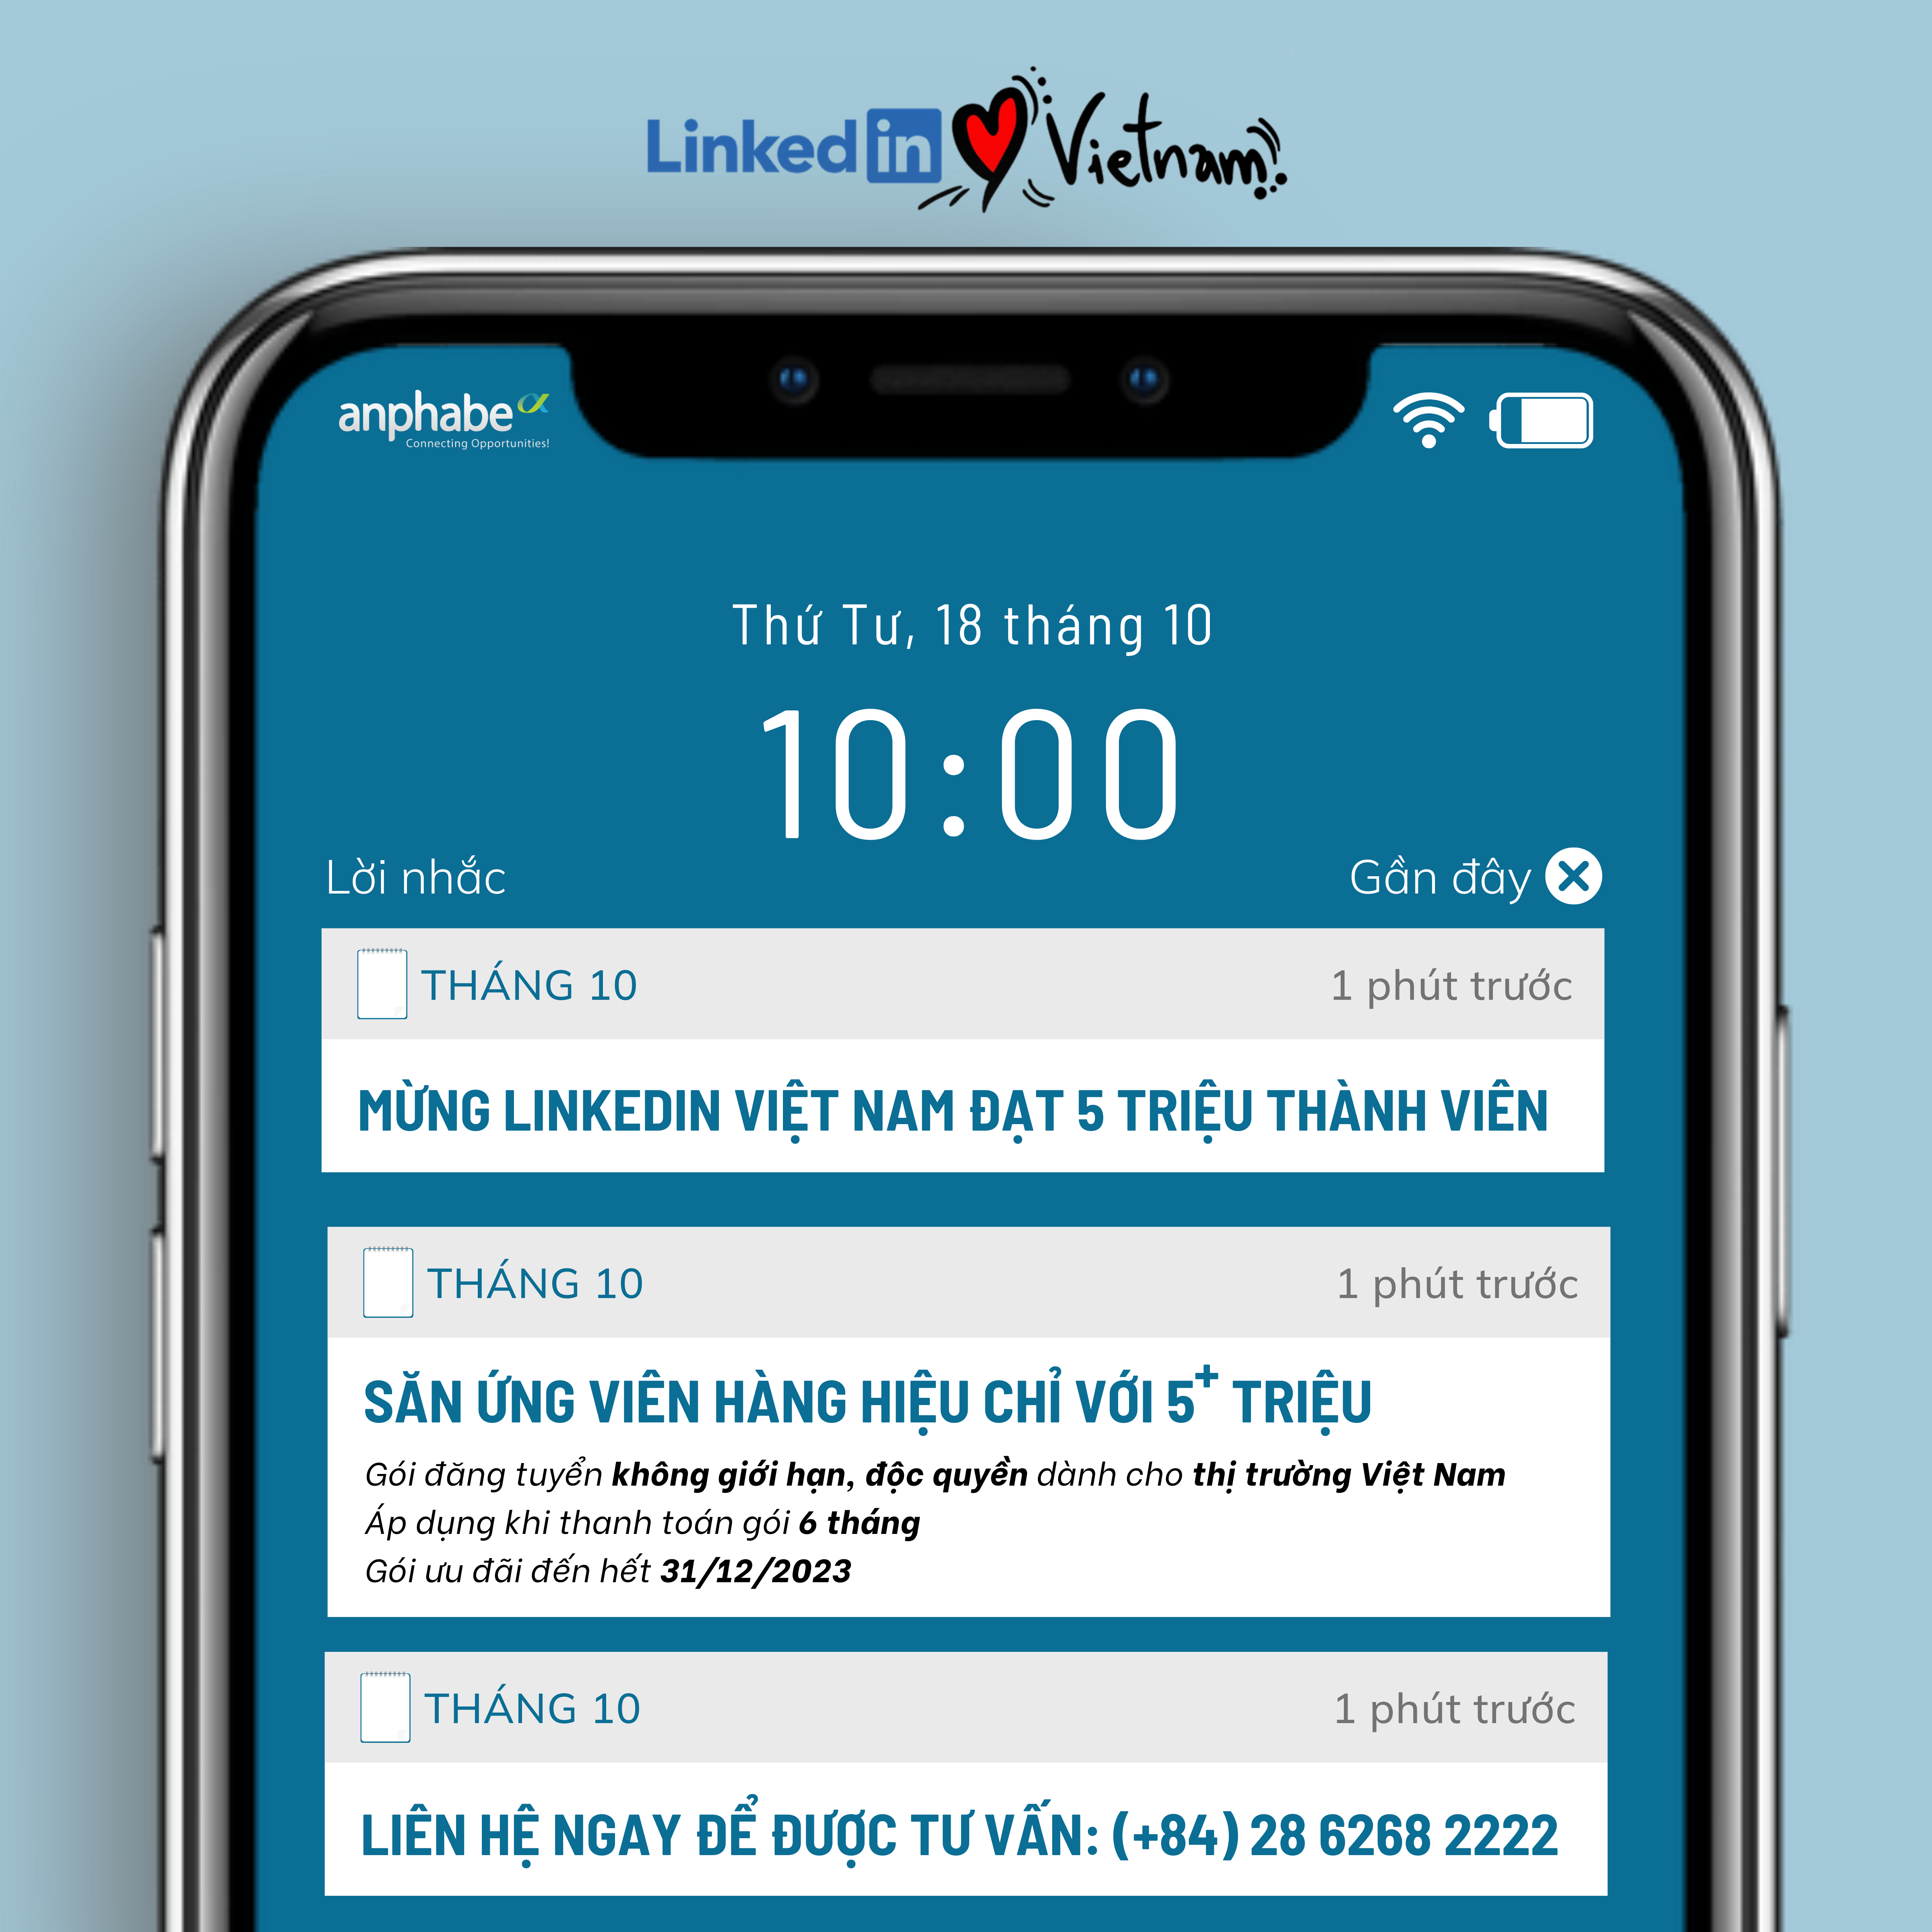 Linked in Vietnam
anphabe
Connecting Opportunities!
Thứ Tư, 18 tháng 10
10:00
Lời nhắc
Gần đây
THÁNG 10
1 phút trước
MỪNG LINKEDIN VIỆT NAM ĐẠT 5 TRIỆU THÀNH VIÊN
THÁNG 10
1 phút trước
SĂN ỨNG VIÊN HÀNG HIỆU CHỈ VỚI 5⁺ TRIỆU
Gói đăng tuyển không giới hạn, độc quyền dành cho thị trường Việt Nam
Áp dụng khi thanh toán gói 6 tháng
Gói ưu đãi đến hết 31/12/2023
THÁNG 10
1 phút trước
LIÊN HỆ NGAY ĐỂ ĐƯỢC TƯ VẤN: (+84) 28 6268 2222